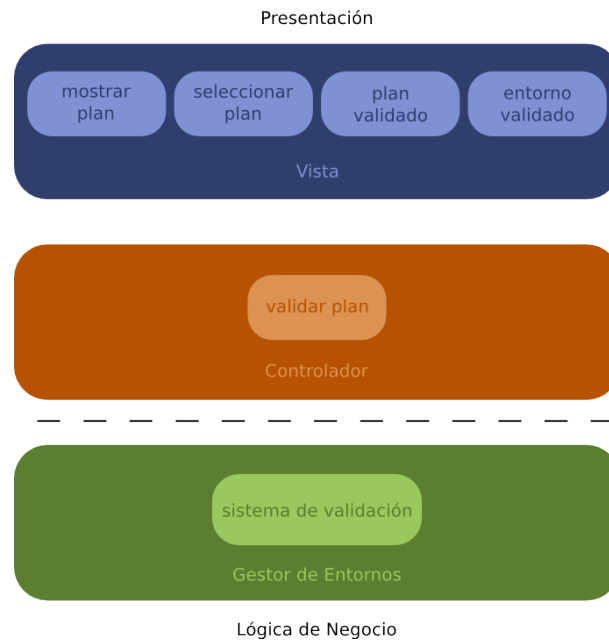 Presentación
mostrar
plan
seleccionar
plan
plan
validado
entorno
validado
Vista
validar plan
Controlador
sistema de validación
Gestor de Entornos
Lógica de Negocio